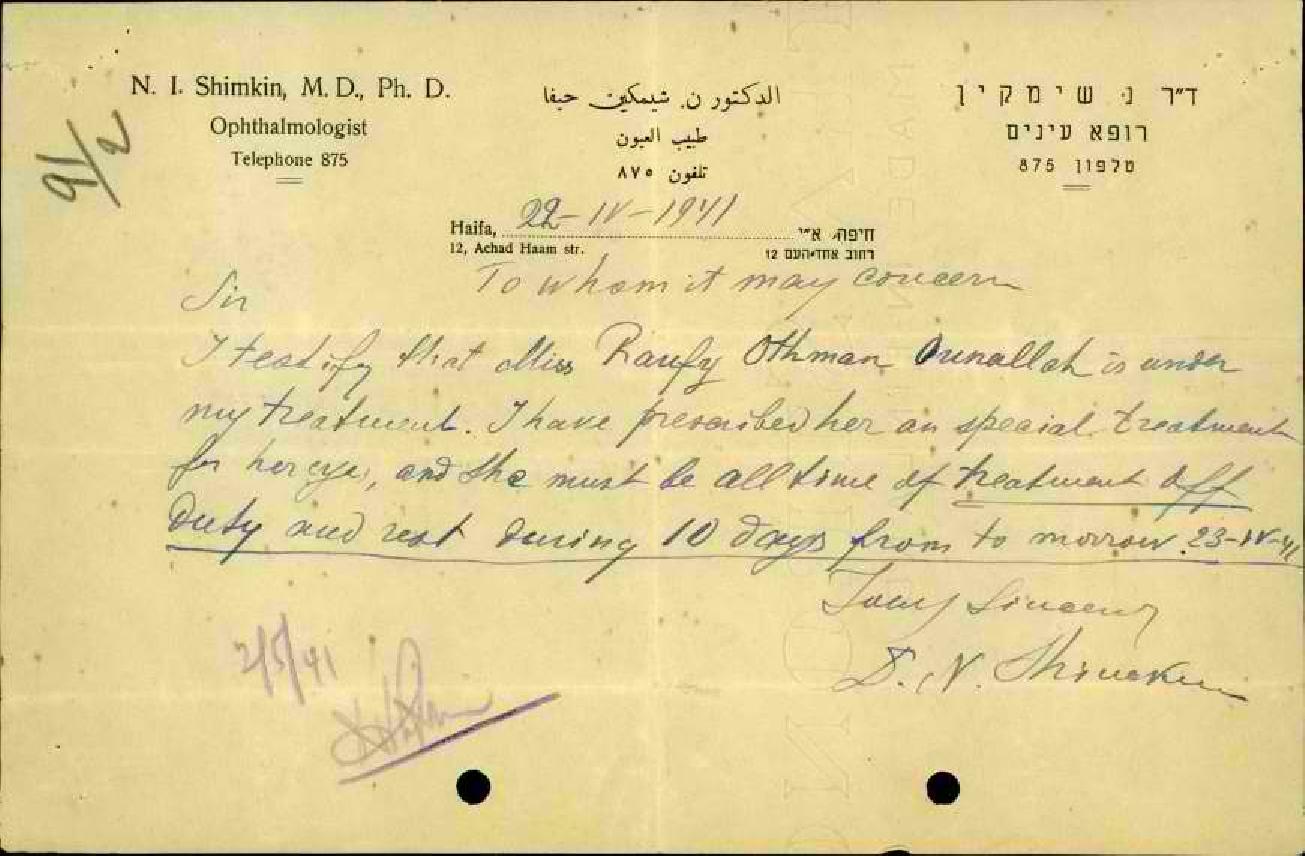 N. I. Shimkin, M. D., Ph. D.
Ophthalmologist
Telephone 875
الدكتور ن. شيمكين حيفا
طبيب العيون
تلفون ٨٧٥
ד״ר נ. שימקין
רופא עינים
טלפון 875
91/2
Haifa, 22-IV-1941 חיפה, א״י
12, Achad Haam str. רחוב אחד-העם 12
To whom it may concern
Sir
I testify that Miss Raufy Othman is under
my treatment. I have prescribed her an special treatment
for her eye, and she must be all time of treatment off
Duty and rest during 10 days from to morrow 23-IV-41
Yours Sincerely
D. N. Shimkin
2/5/41